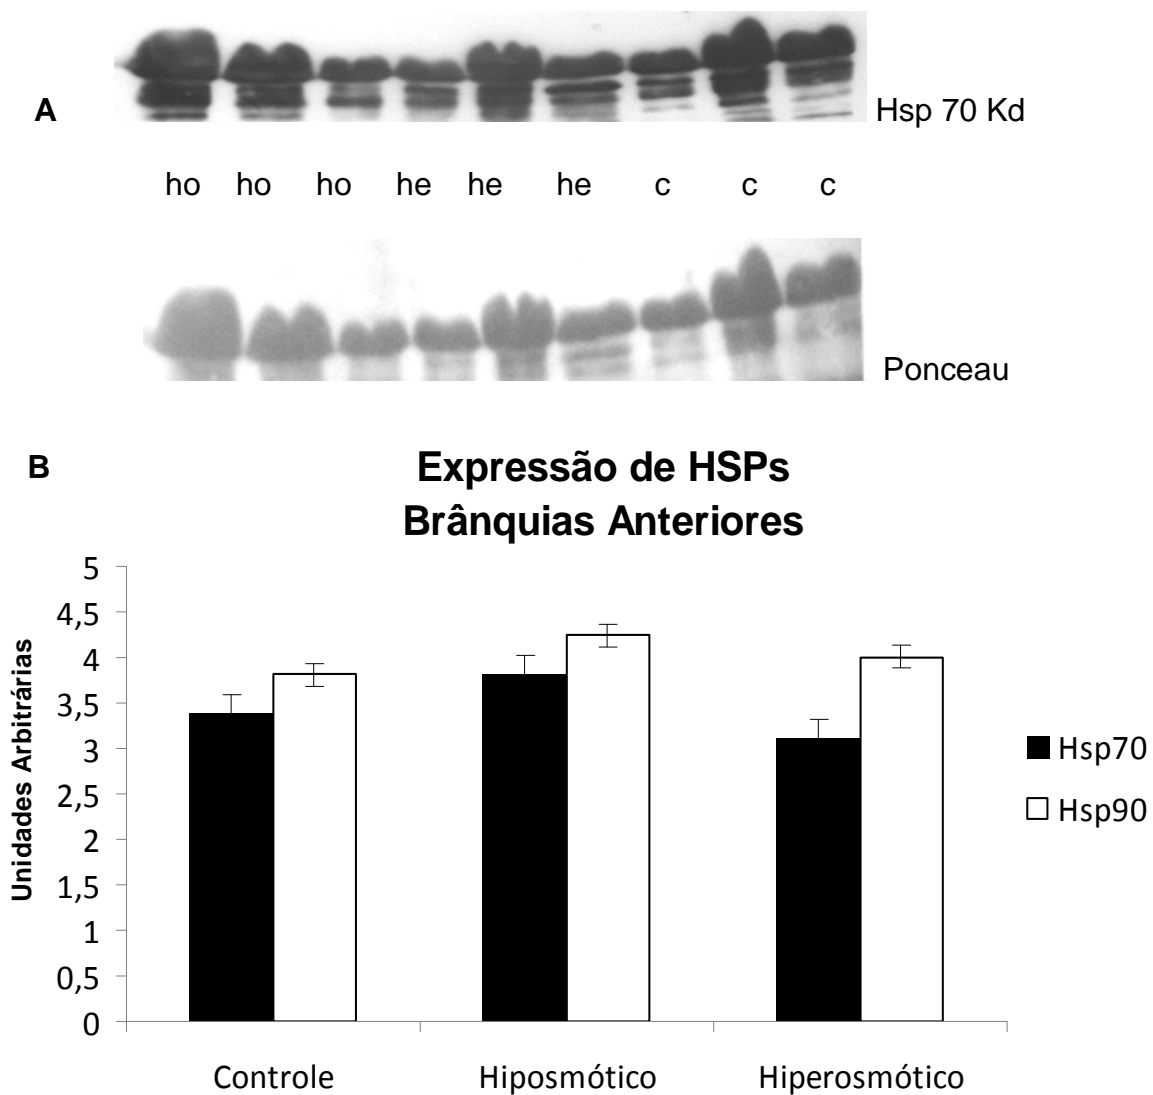 A
Hsp 70 Kd
ho ho ho he he he c c c
Ponceau
B
Expressão de HSPs
Brânquias Anteriores
Unidades Arbitrárias
5
4,5
4
3,5
3
2,5
2
1,5
1
0,5
0
Hsp70
Hsp90
Controle Hiposmótico Hiperosmótico